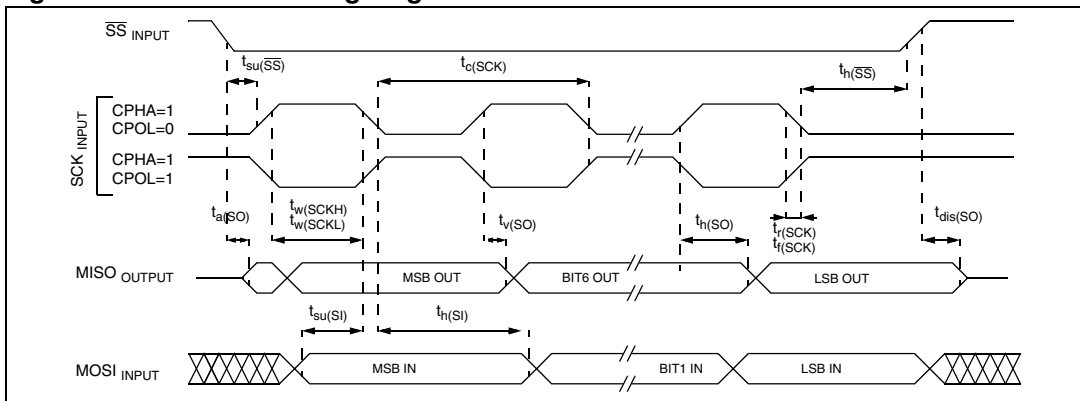 SS INPUT
tsu(SS)
tc(SCK)
th(SS)
SCK INPUT
CPHA=1
CPOL=0
CPHA=1
CPOL=1
ta(SO)
tw(SCKH)
tw(SCKL)
tv(SO)
th(SO)
tr(SCK)
tf(SCK)
tdis(SO)
MISO OUTPUT
MSB OUT
BIT6 OUT
LSB OUT
tsu(SI)
th(SI)
MOSI INPUT
MSB IN
BIT1 IN
LSB IN